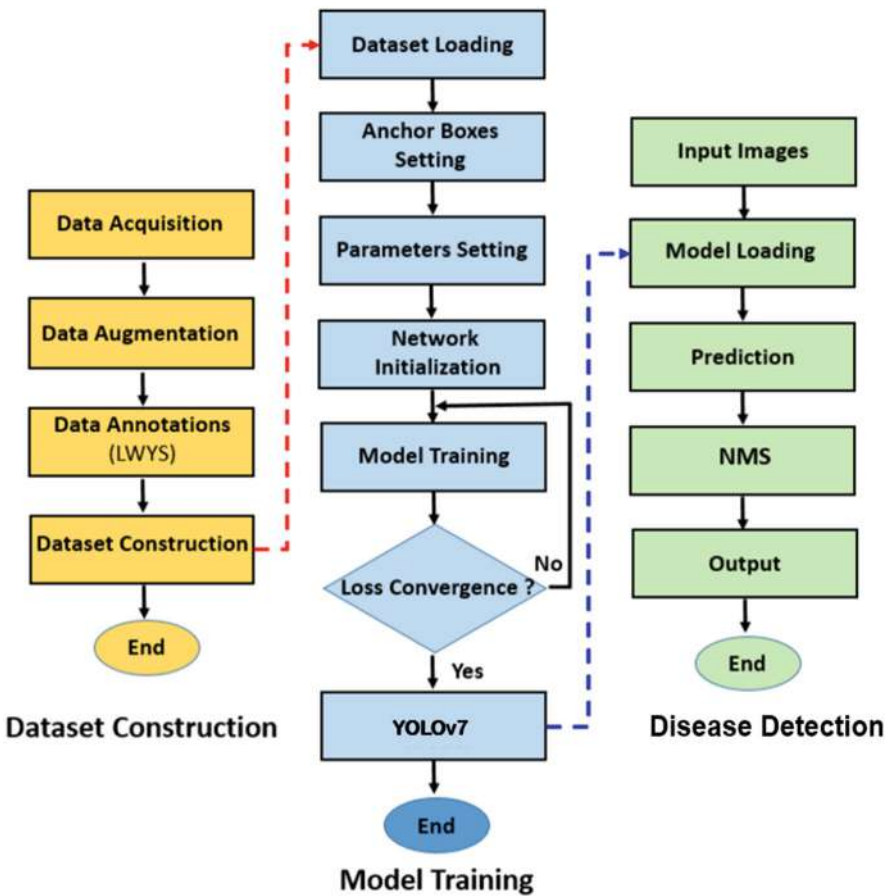 Data Acquisition
Data Augmentation
Data Annotations
(LWYS)
Dataset Construction
End
Dataset Construction
Dataset Loading
Anchor Boxes
Setting
Parameters Setting
Network
Initialization
Model Training
Loss Convergence ?
No
Yes
YOLOv7
End
Model Training
Input Images
Model Loading
Prediction
NMS
Output
End
Disease Detection